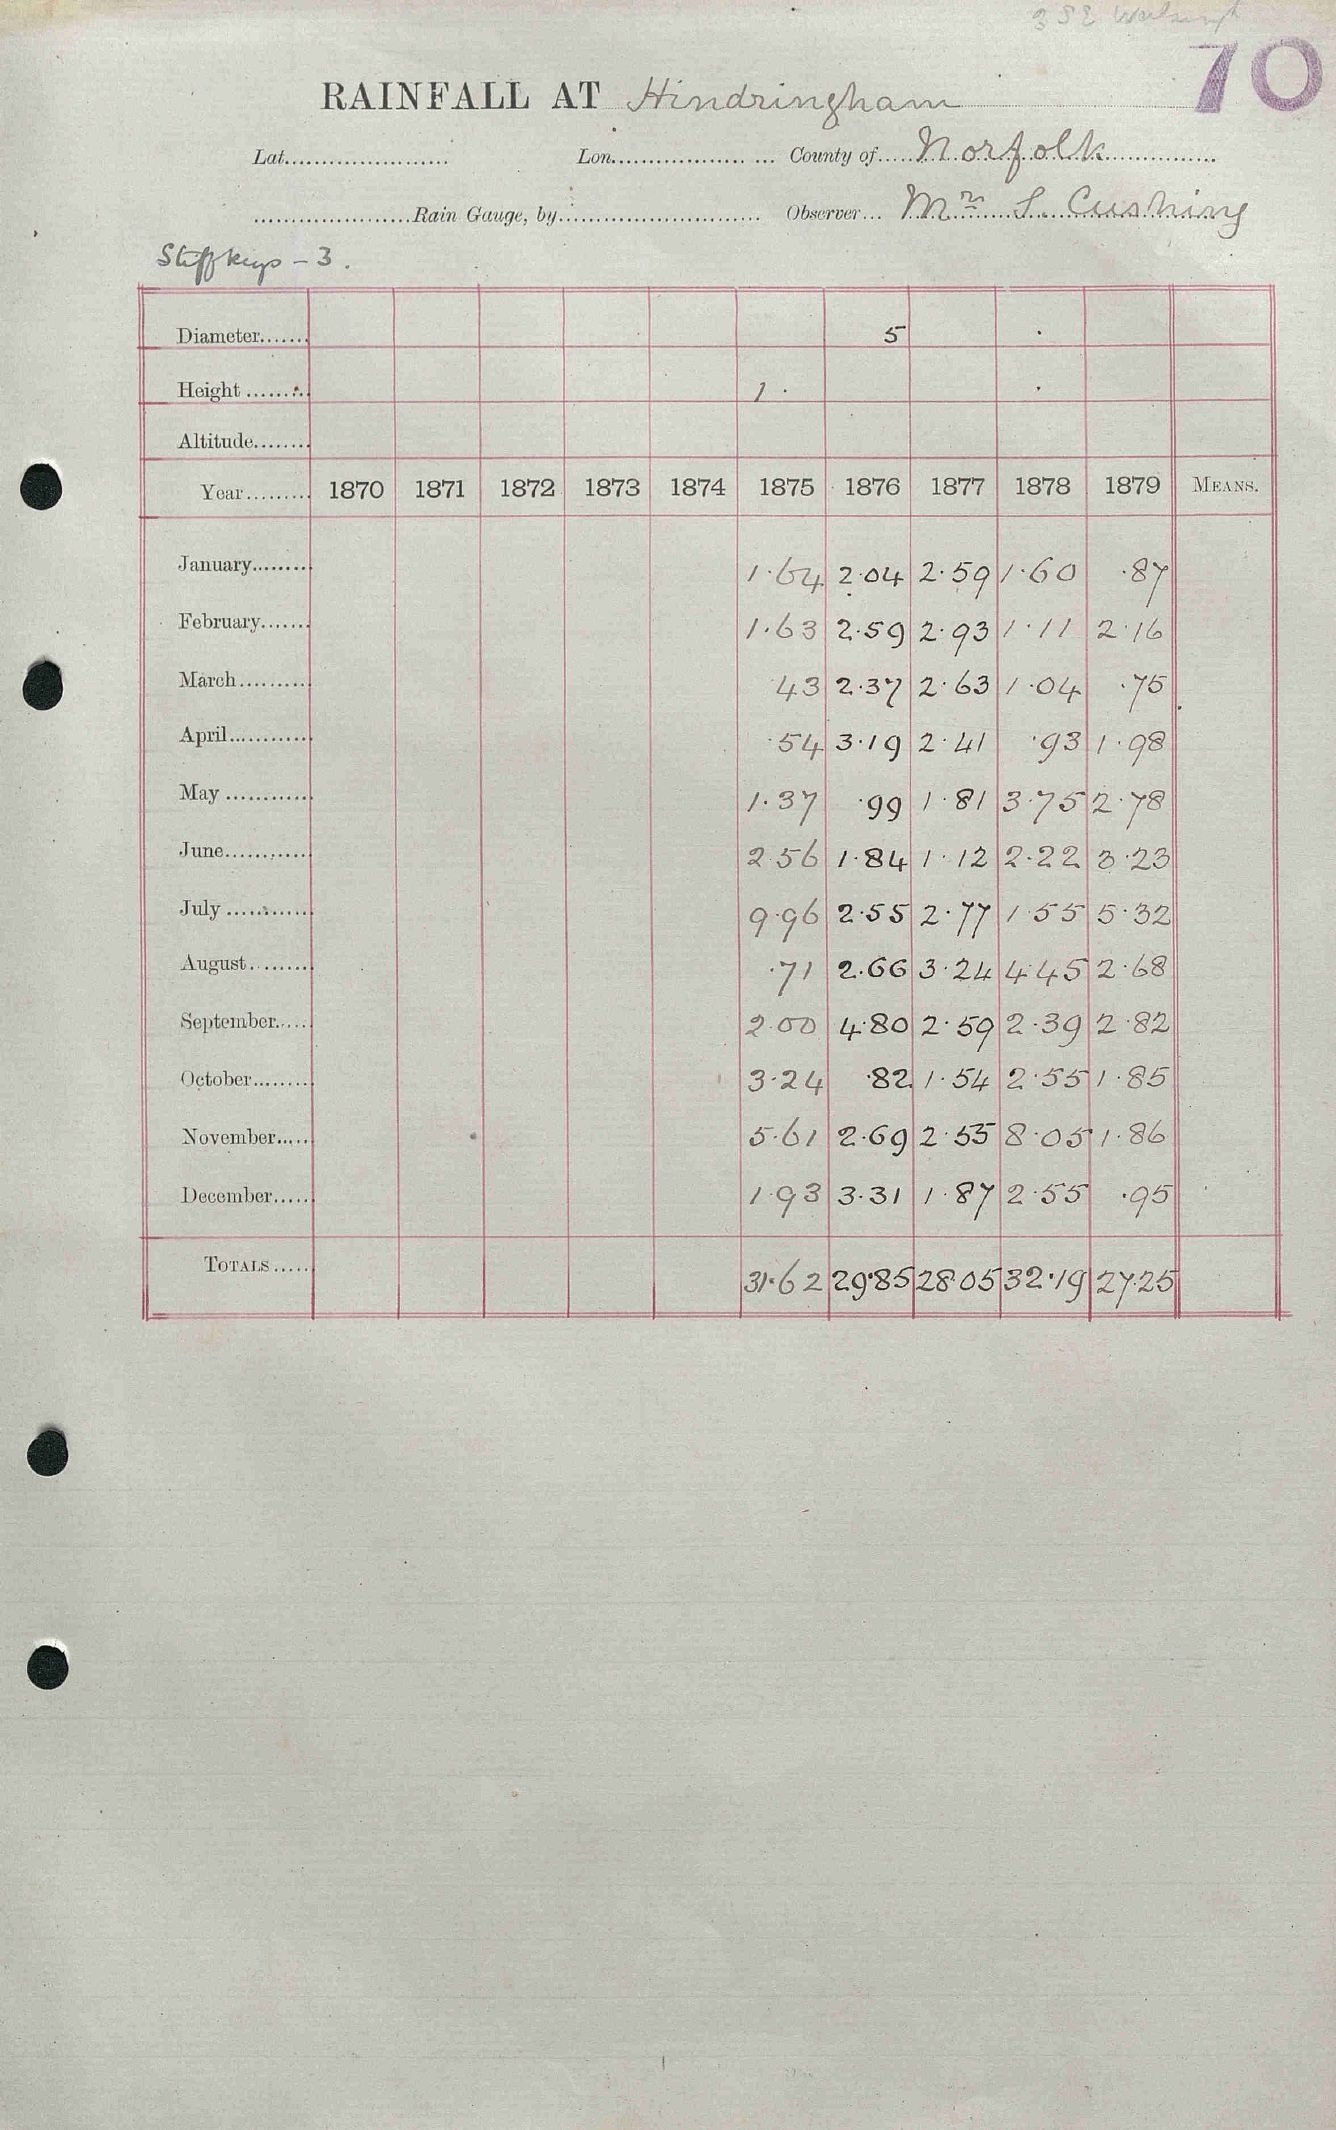 3 S E Walsingh
70
RAINFALL AT Hindringham
Lat...................... Lon...................... County of.....Norfolk...............
.....................Rain Gauge, by............................ Observer... Mr S. Cushing
Stiffkeys - 3.
Diameter....... 5
Height ........ 1
Altitude........
Year......... 1870 1871 1872 1873 1874 1875 1876 1877 1878 1879 MEANS.
January........ 1.64 2.04 2.59 1.60 .87
February....... 1.63 2.59 2.93 1.11 2.16
March......... .43 2.37 2.63 1.04 .75
April........... .54 3.19 2.41 .93 1.98
May ............ 1.37 .99 1.81 3.75 2.78
June............ 2.56 1.84 1.12 2.22 3.23
July ............ 9.96 2.55 2.77 1.55 5.32
August......... .71 2.66 3.24 4.45 2.68
September..... 2.00 4.80 2.59 2.39 2.82
October........ 3.24 .82 1.54 2.55 1.85
November..... 5.61 2.69 2.55 8.05 1.86
December..... 1.93 3.31 1.87 2.55 .95
TOTALS ..... 31.62 29.85 28.05 32.19 27.25